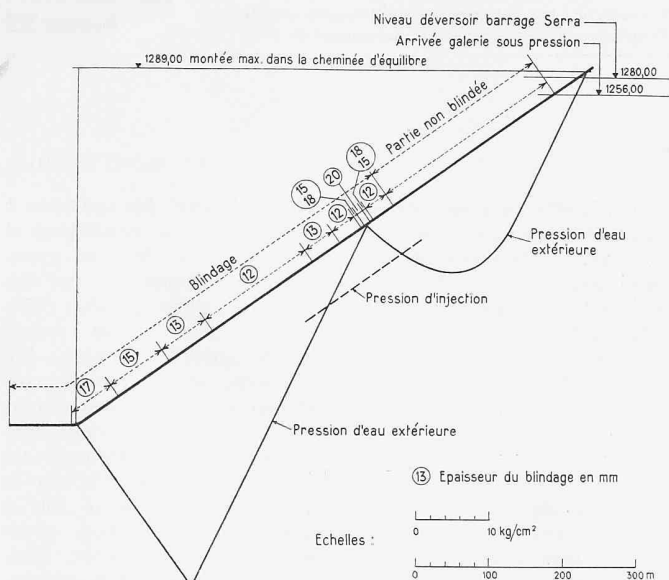 Niveau déversoir barrage Serra
Arrivée galerie sous pression
1289,00 montée max. dans la cheminée d'équilibre
1280,00
1256,00
Partie non blindée
18
15
20
15
18
12
12
13
12
Blindage
13
15
17
Pression d'eau
extérieure
Pression d'injection
Pression d'eau extérieure
13 Epaisseur du blindage en mm
Echelles :
0 10 kg/cm²
0 100 200 300 m